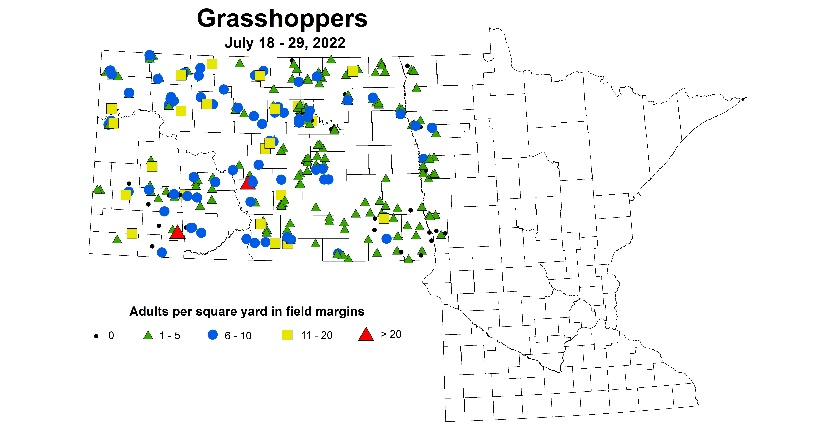 Grasshoppers
July 18 - 29, 2022
Adults per square yard in field margins
0 1 - 5 6 - 10 11 - 20 > 20